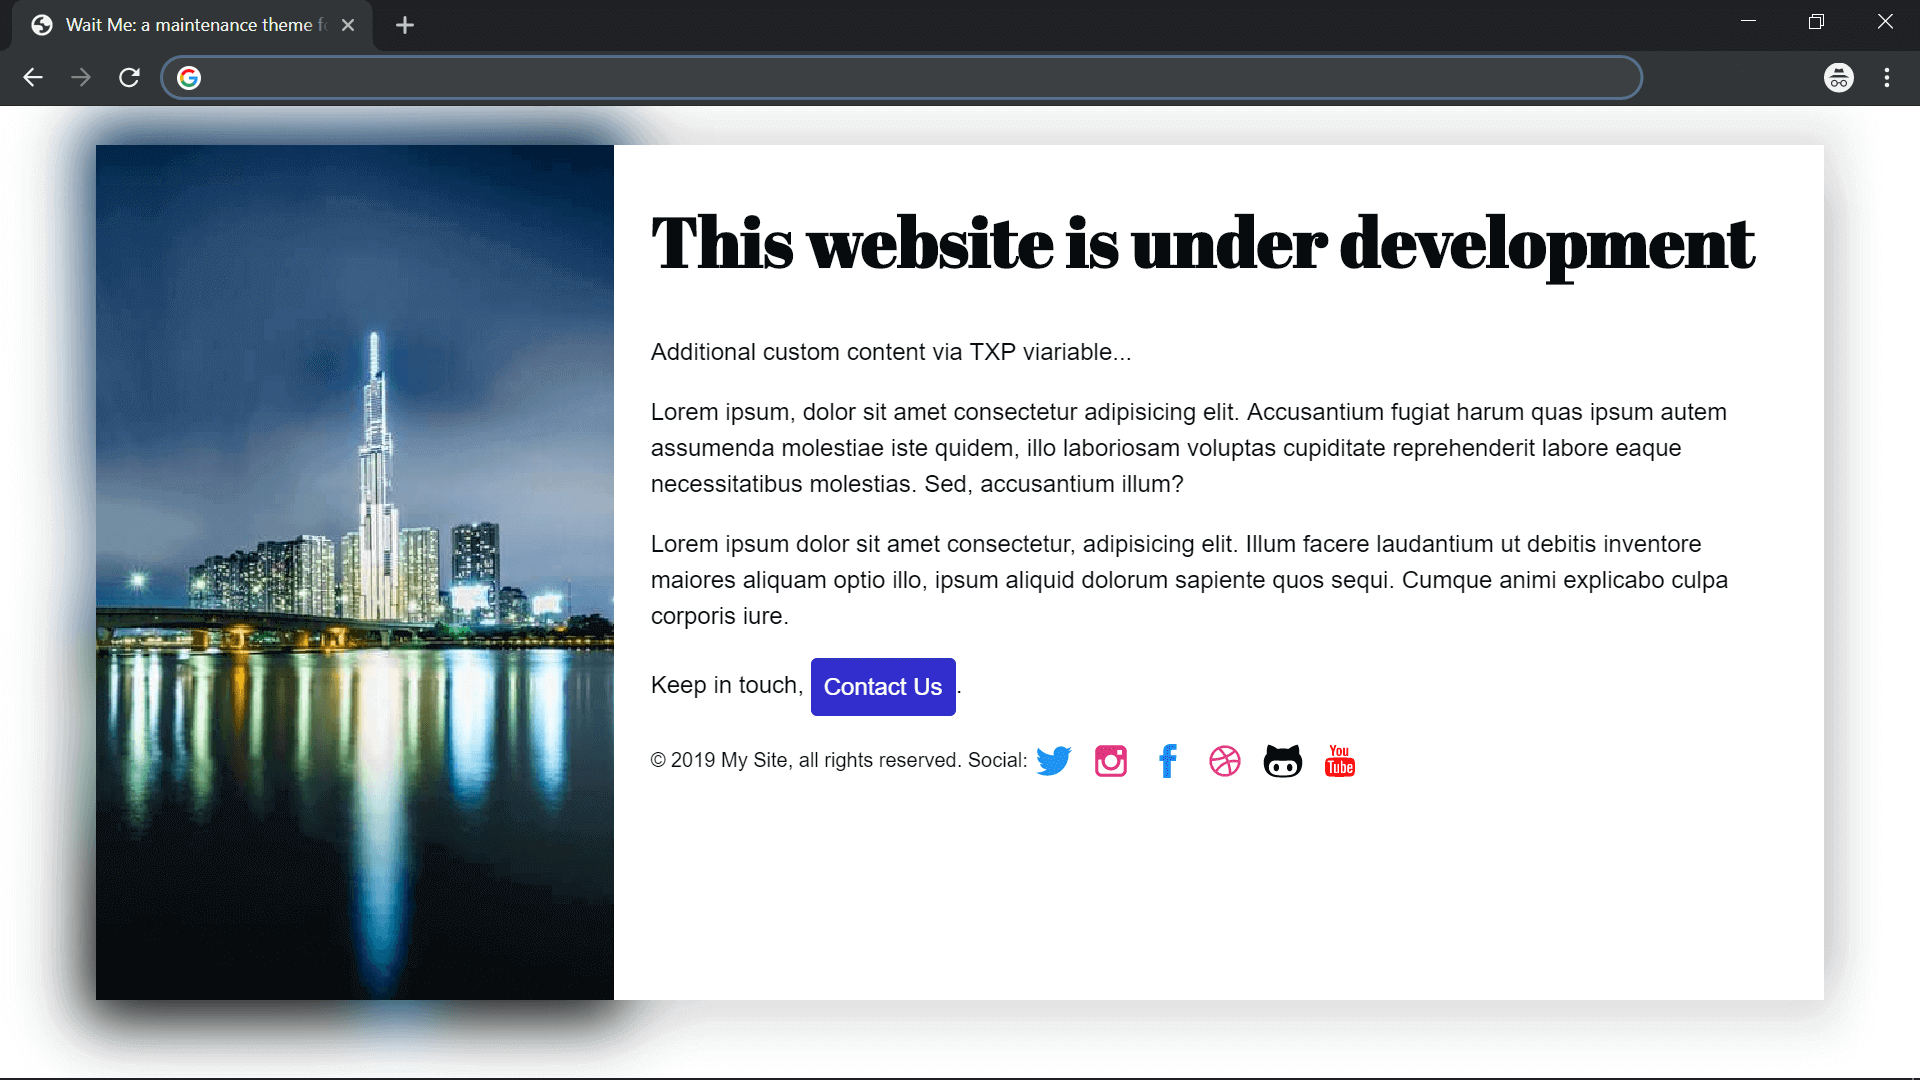 Wait Me: a maintenance theme
This website is under development
Additional custom content via TXP viariable...
Lorem ipsum, dolor sit amet consectetur adipisicing elit. Accusantium fugiat harum quas ipsum autem
assumenda molestiae iste quidem, illo laboriosam voluptas cupiditate reprehenderit labore eaque
necessitatibus molestias. Sed, accusantium illum?
Lorem ipsum dolor sit amet consectetur, adipisicing elit. Illum facere laudantium ut debitis inventore
maiores aliquam optio illo, ipsum aliquid dolorum sapiente quos sequi. Cumque animi explicabo culpa
corporis iure.
Keep in touch, Contact Us.
© 2019 My Site, all rights reserved. Social: You Tube